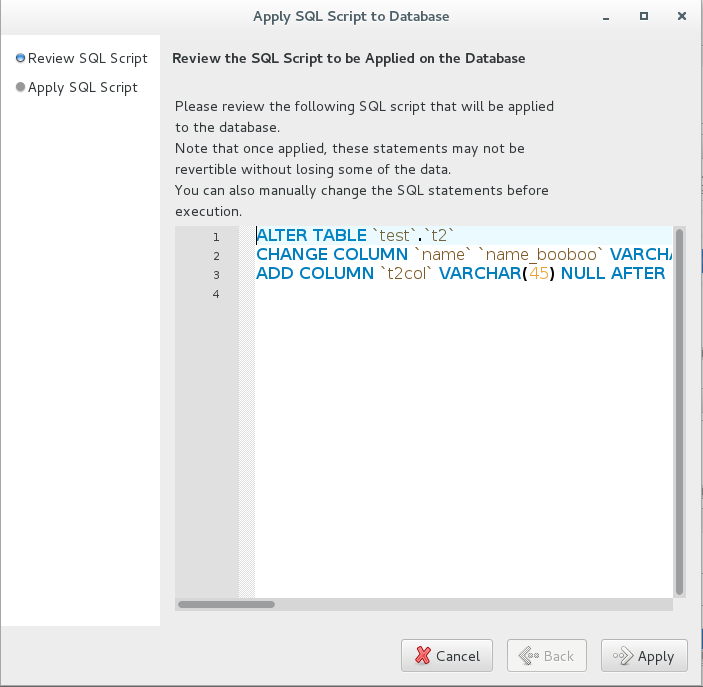 Apply SQL Script to Database
Review SQL Script
Apply SQL Script
Review the SQL Script to be Applied on the Database
Please review the following SQL script that will be applied
to the database.
Note that once applied, these statements may not be
revertible without losing some of the data.
You can also manually change the SQL statements before
execution.
1 ALTER TABLE `test`.`t2`
2 CHANGE COLUMN `name` `name_booboo` VARCHA
3 ADD COLUMN `t2col` VARCHAR(45) NULL AFTER
4
Cancel
Back
Apply